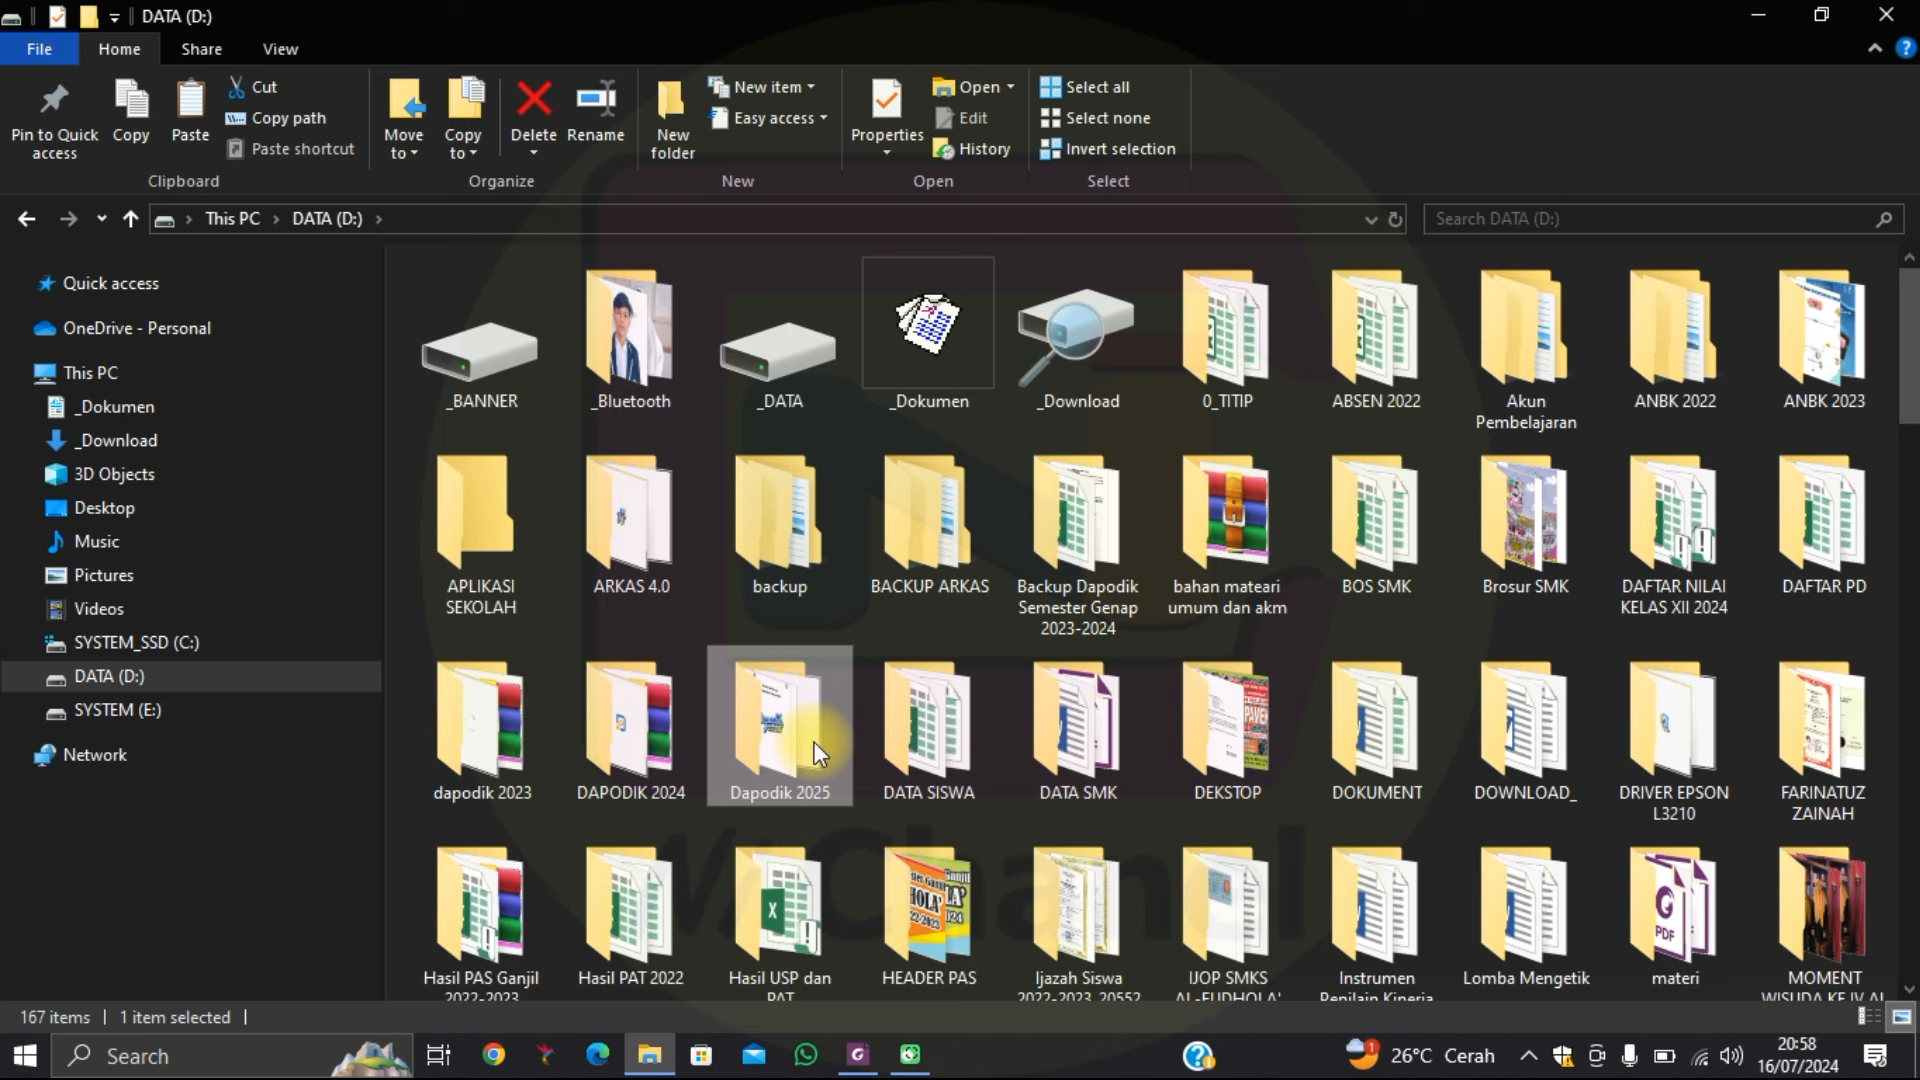 DATA (D:)
File Home Share View
Pin to Quick access
Copy
Paste
Cut
Copy path
Paste shortcut
Clipboard
Move to
Copy to
Delete
Rename
Organize
New folder
New item
Easy access
New
Properties
Open
Edit
History
Open
Select all
Select none
Invert selection
Select
This PC DATA (D:)
Search DATA (D:)
Quick access
OneDrive - Personal
This PC
_Dokumen
_Download
3D Objects
Desktop
Music
Pictures
Videos
SYSTEM_SSD (C:)
DATA (D:)
SYSTEM (E:)
Network
_BANNER
_Bluetooth
_DATA
_Dokumen
_Download
0_TITIP
ABSEN 2022
Akun Pembelajaran
ANBK 2022
ANBK 2023
APLIKASI SEKOLAH
ARKAS 4.0
backup
BACKUP ARKAS
Backup Dapodik Semester Genap 2023-2024
bahan mateari umum dan akm
BOS SMK
Brosur SMK
DAFTAR NILAI KELAS XII 2024
DAFTAR PD
dapodik 2023
DAPODIK 2024
Dapodik 2025
DATA SISWA
DATA SMK
DEKSTOP
DOKUMENT
DOWNLOAD_
DRIVER EPSON L3210
FARINATUZ ZAINAH
Hasil PAS Ganjil 2022-2023
Hasil PAT 2022
Hasil USP dan PAT
HEADER PAS
Ijazah Siswa 2022-2023_20552
IJOP SMKS AL-FUDHOLA'
Instrumen Penilain Kinerja
Lomba Mengetik
materi
MOMENT WISUDA KE IV AL
167 items
1 item selected
Search
26°C Cerah
20:58
16/07/2024